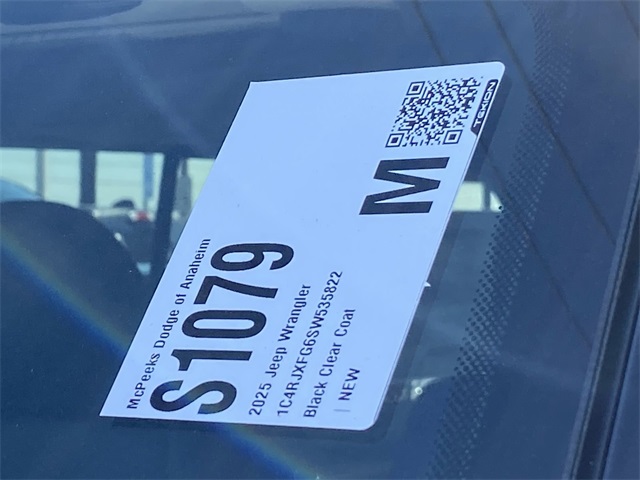 McPeeks Dodge of Anaheim
S1079
2025 Jeep Wrangler
1C4RJXFG6SW535822
Black Clear Coat
| NEW
M
TEKION